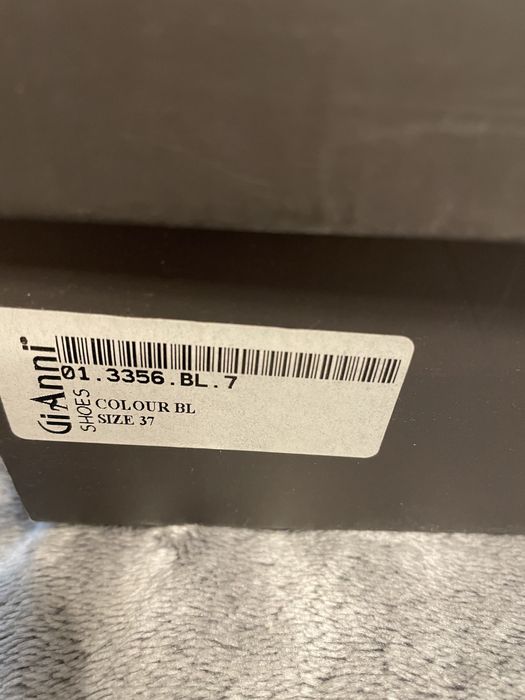 GiAnni
SHOES
01.3356.BL.7
COLOUR BL
SIZE 37